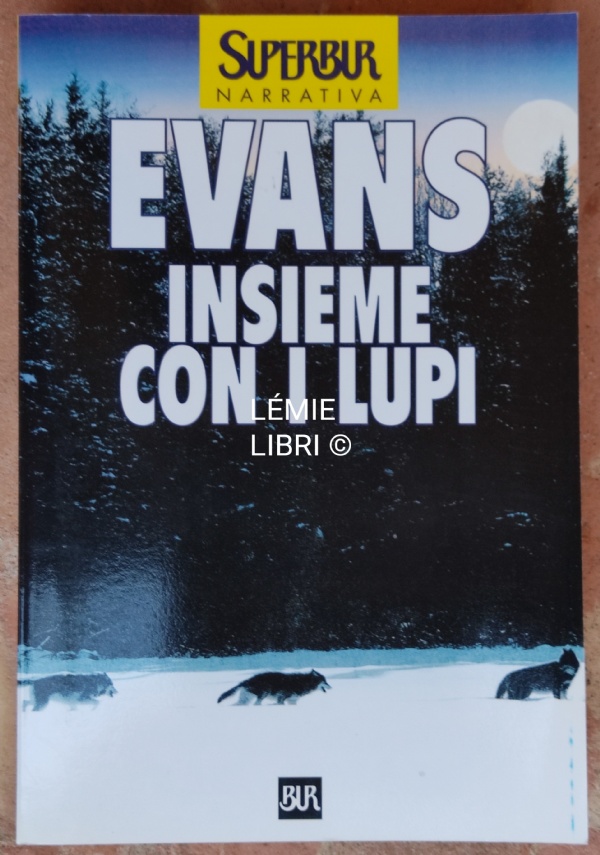 SUPERBUR
NARRATIVA
EVANS
INSIEME
CON I LUPI
LÉMIE
LIBRI ©
BUR